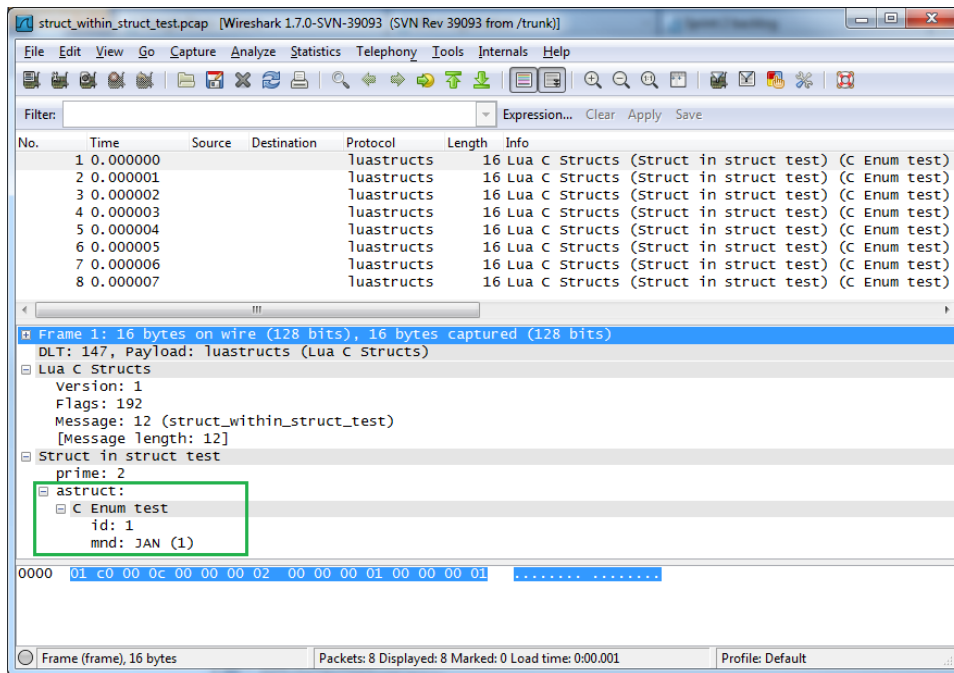 struct_within_struct_test.pcap [Wireshark 1.7.0-SVN-39093 (SVN Rev 39093 from /trunk)]
File Edit View Go Capture Analyze Statistics Telephony Tools Internals Help
Filter: Expression... Clear Apply Save
No. Time Source Destination Protocol Length Info
1 0.000000 luastructs 16 Lua C Structs (Struct in struct test) (C Enum test)
2 0.000001 luastructs 16 Lua C Structs (Struct in struct test) (C Enum test)
3 0.000002 luastructs 16 Lua C Structs (Struct in struct test) (C Enum test)
4 0.000003 luastructs 16 Lua C Structs (Struct in struct test) (C Enum test)
5 0.000004 luastructs 16 Lua C Structs (Struct in struct test) (C Enum test)
6 0.000005 luastructs 16 Lua C Structs (Struct in struct test) (C Enum test)
7 0.000006 luastructs 16 Lua C Structs (Struct in struct test) (C Enum test)
8 0.000007 luastructs 16 Lua C Structs (Struct in struct test) (C Enum test)
Frame 1: 16 bytes on wire (128 bits), 16 bytes captured (128 bits)
DLT: 147, Payload: luastructs (Lua C Structs)
Lua C Structs
Version: 1
Flags: 192
Message: 12 (struct_within_struct_test)
[Message length: 12]
Struct in struct test
prime: 2
astruct:
C Enum test
id: 1
mnd: JAN (1)
0000 01 c0 00 0c 00 00 00 02 00 00 00 01 00 00 00 01 ........ ........
Frame (frame), 16 bytes Packets: 8 Displayed: 8 Marked: 0 Load time: 0:00.001 Profile: Default